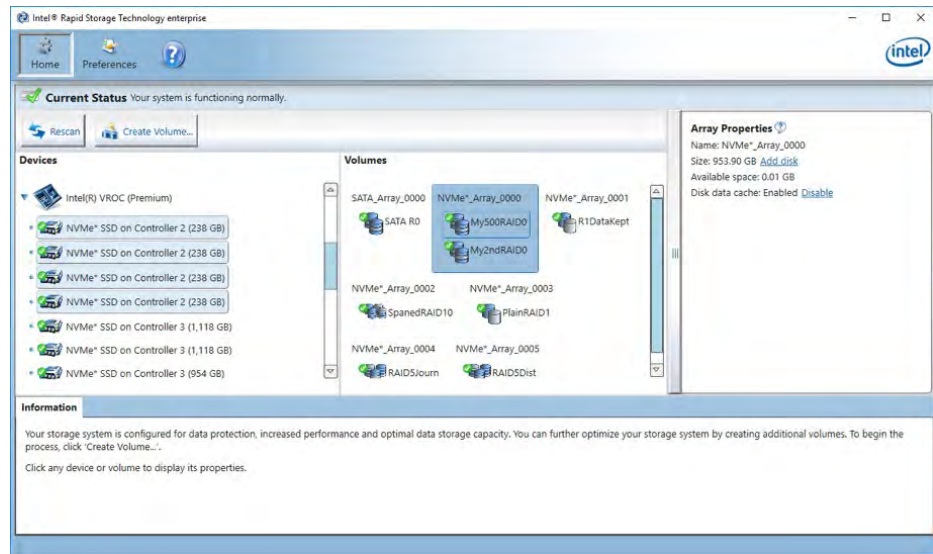 Intel® Rapid Storage Technology enterprise
Home
Preferences
?
intel
Current Status Your system is functioning normally.
Rescan
Create Volume...
Devices
Intel(R) VROC (Premium)
NVMe* SSD on Controller 2 (238 GB)
NVMe* SSD on Controller 2 (238 GB)
NVMe* SSD on Controller 2 (238 GB)
NVMe* SSD on Controller 2 (238 GB)
NVMe* SSD on Controller 3 (1,118 GB)
NVMe* SSD on Controller 3 (1,118 GB)
NVMe* SSD on Controller 3 (954 GB)
Volumes
SATA_Array_0000 NVMe*_Array_0000 NVMe*_Array_0001
SATA R0 My500RAID0 R1DataKept
My2ndRAID0
NVMe*_Array_0002 NVMe*_Array_0003
SpanedRAID10 PlainRAID1
NVMe*_Array_0004 NVMe*_Array_0005
RAID5Journ RAID5Dist
Array Properties ?
Name: NVMe*_Array_0000
Size: 953.90 GB Add disk
Available space: 0.01 GB
Disk data cache: Enabled Disable
Information
Your storage system is configured for data protection, increased performance and optimal data storage capacity. You can further optimize your storage system by creating additional volumes. To begin the
process, click 'Create Volume...'.
Click any device or volume to display its properties.